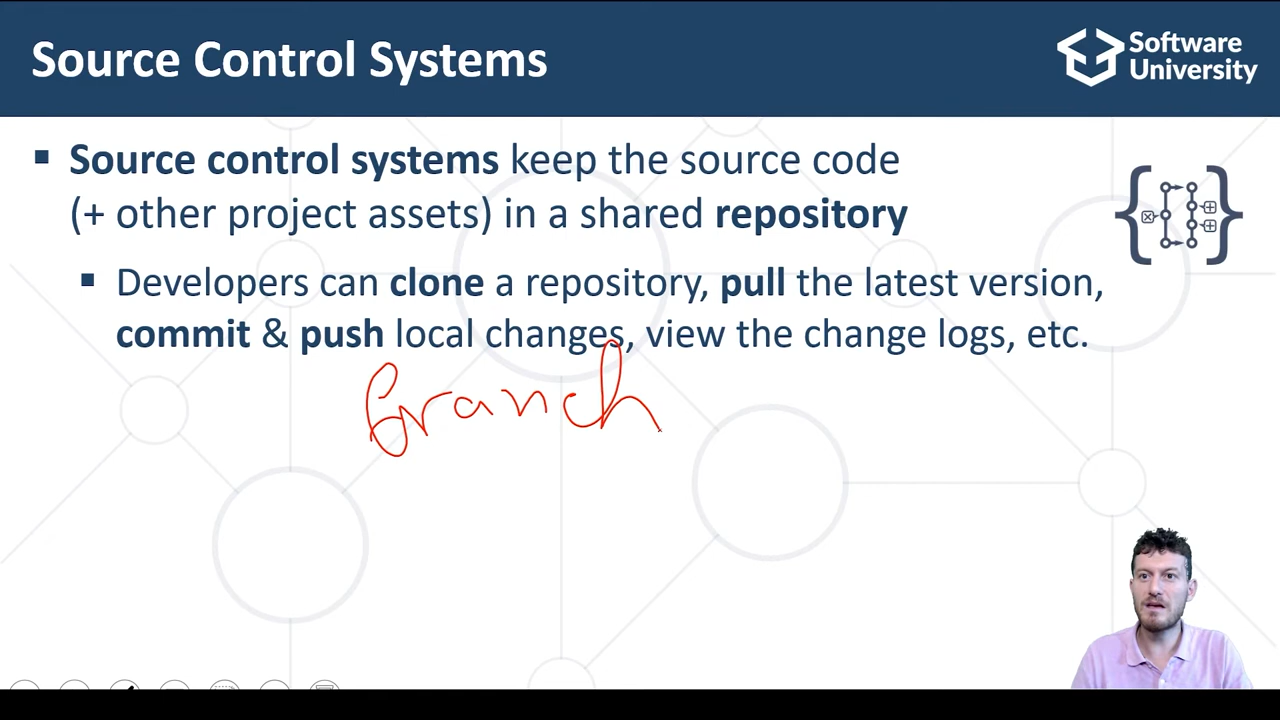 Source Control Systems
Software
University
▪ Source control systems keep the source code
(+ other project assets) in a shared repository
▪ Developers can clone a repository, pull the latest version,
commit & push local changes, view the change logs, etc.
branch